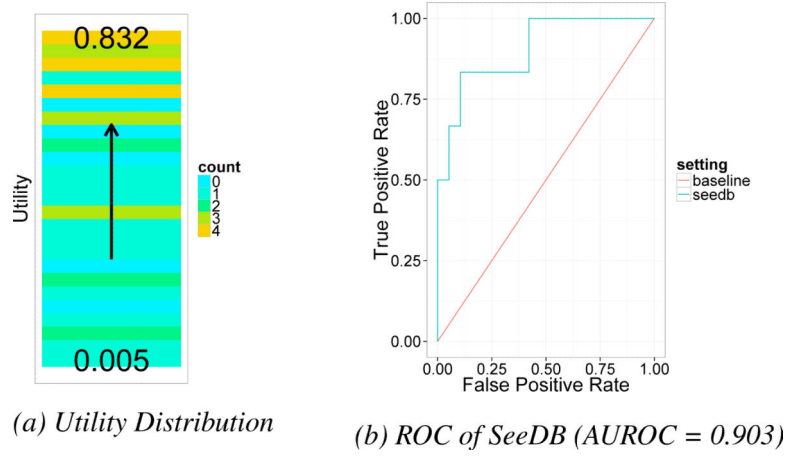 0.832
Utility
count
0
1
2
3
4
0.005
(a) Utility Distribution
1.00
0.75
0.50
0.25
0.00
True Positive Rate
0.00 0.25 0.50 0.75 1.00
False Positive Rate
setting
baseline
seedb
(b) ROC of SeeDB (AUROC = 0.903)